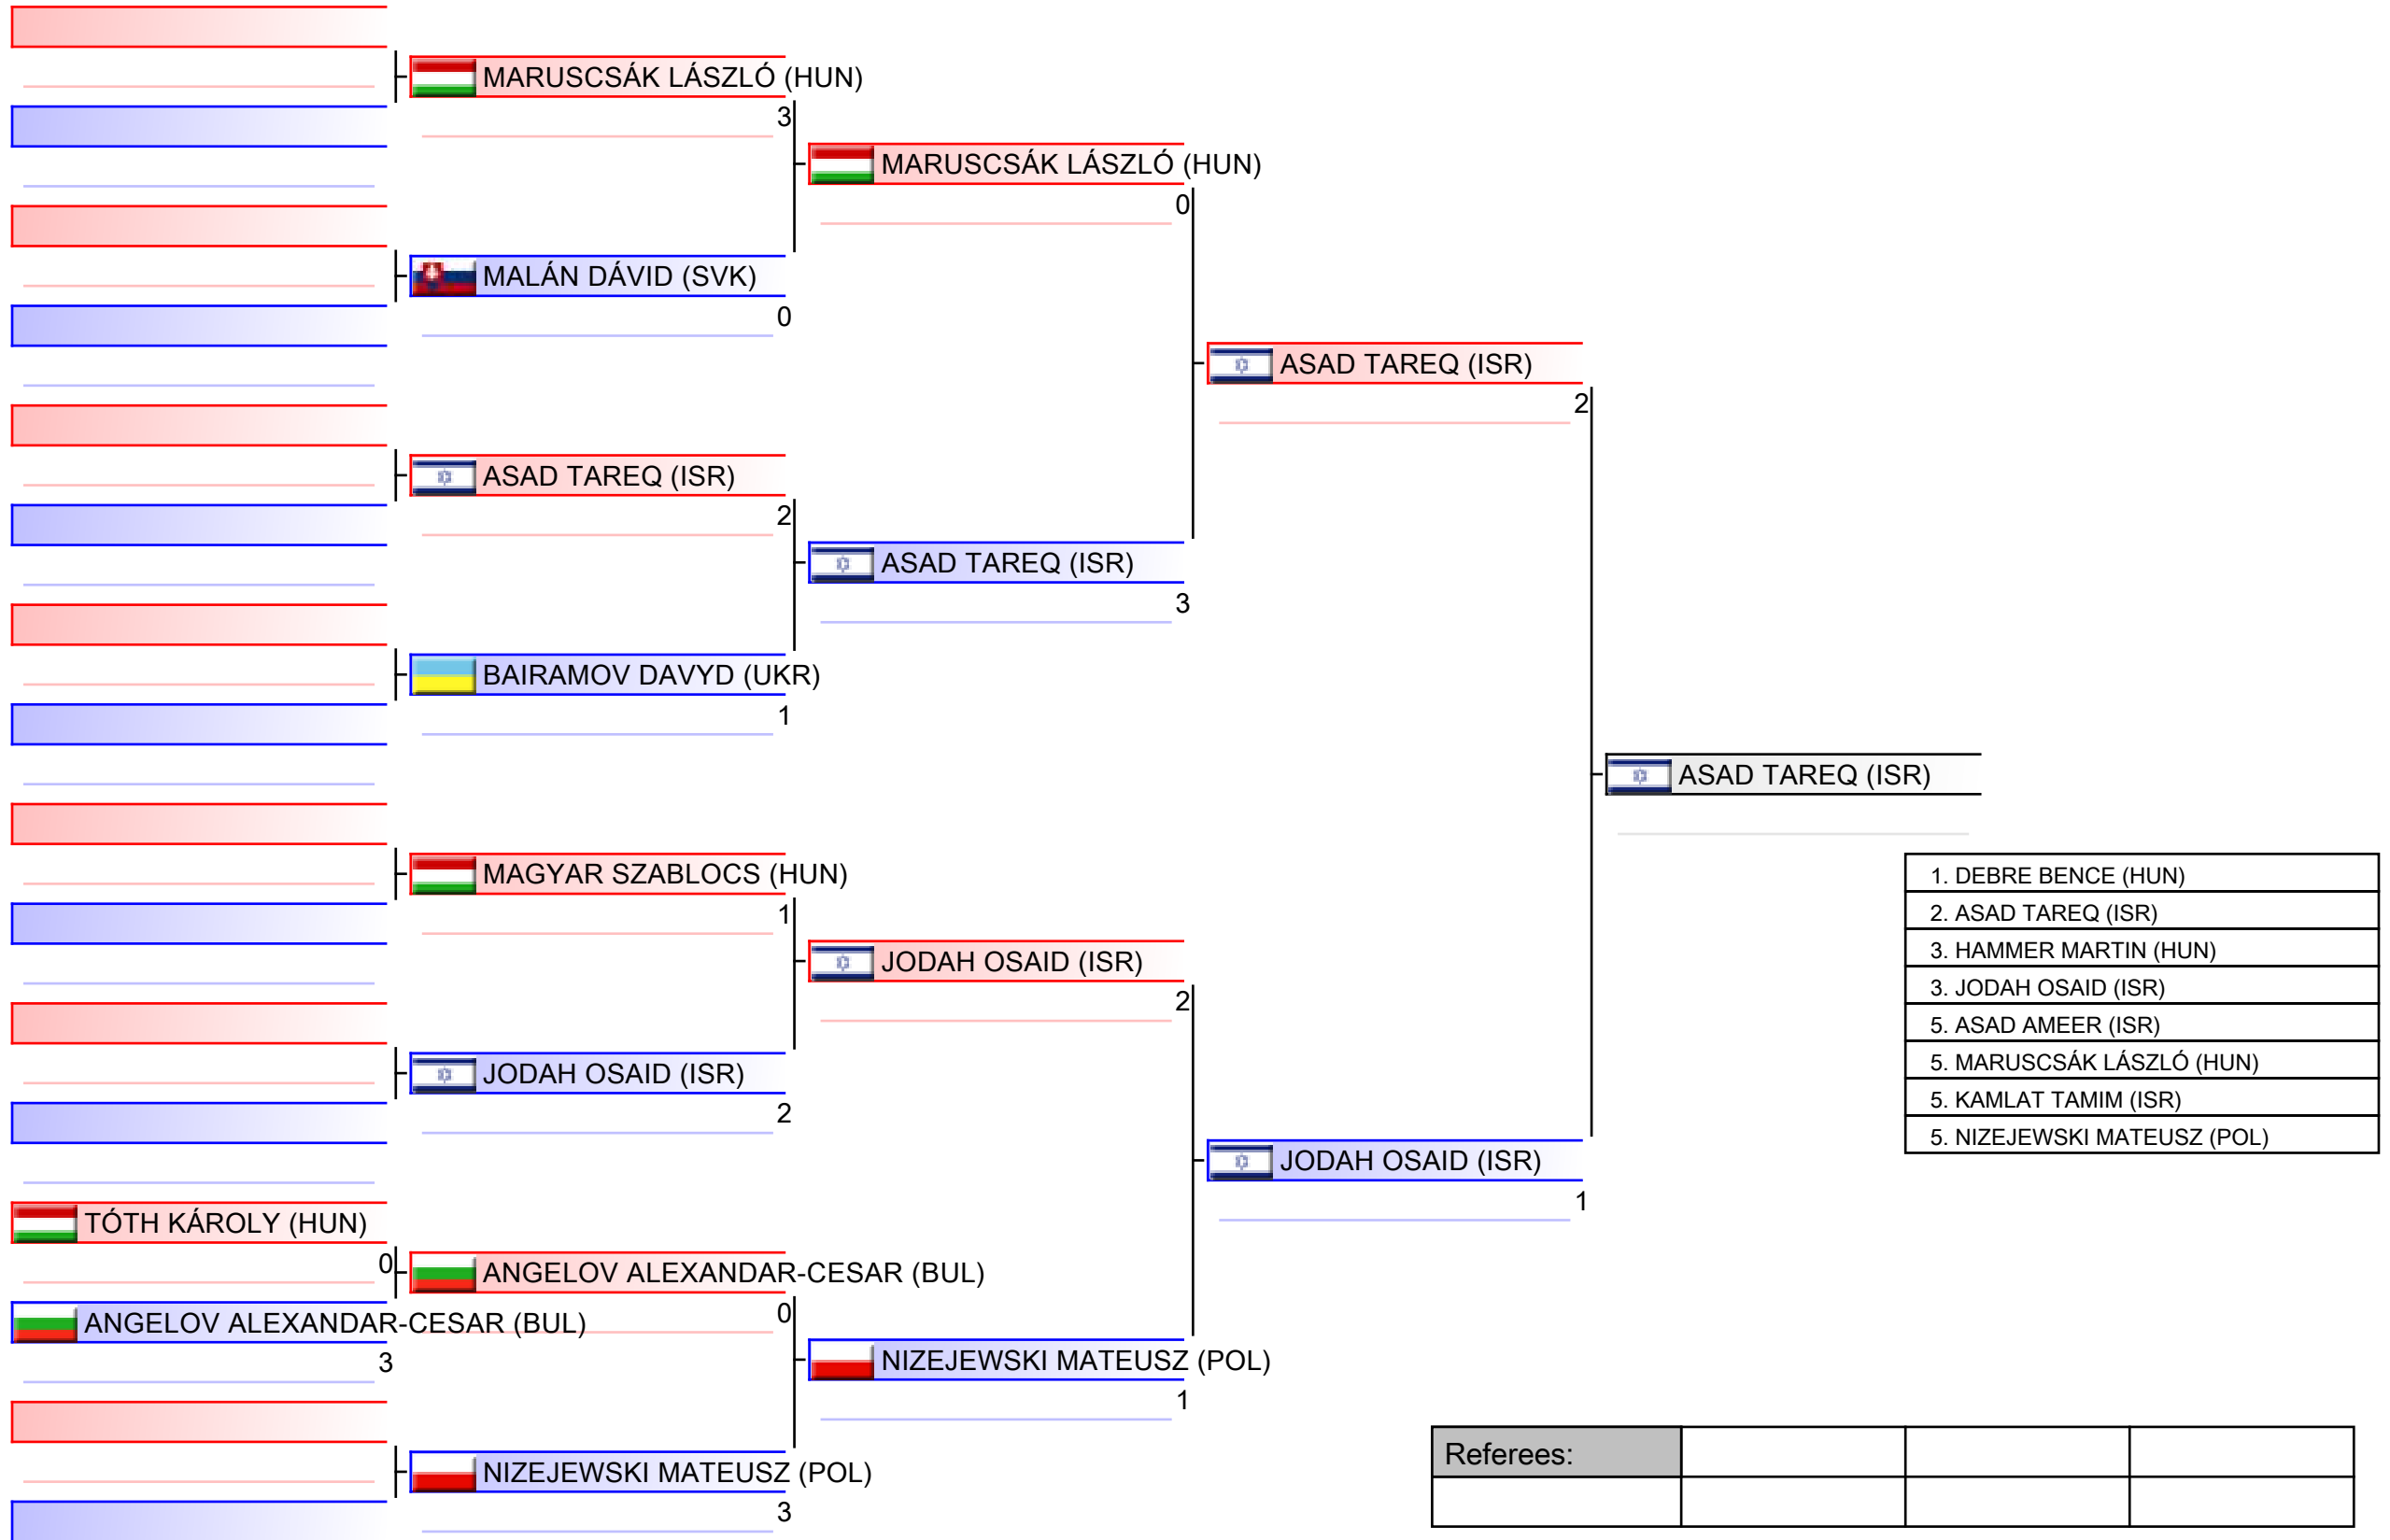 MARUSCSÁK LÁSZLÓ (HUN)
3
MALÁN DÁVID (SVK)
0
ASAD TAREQ (ISR)
2
BAIRAMOV DAVYD (UKR)
1
MAGYAR SZABLOCS (HUN)
1
JODAH OSAID (ISR)
2
TÓTH KÁROLY (HUN)
0
ANGELOV ALEXANDAR-CESAR (BUL)
3
ANGELOV ALEXANDAR-CESAR (BUL)
0
NIZEJEWSKI MATEUSZ (POL)
3
MARUSCSÁK LÁSZLÓ (HUN)
0
ASAD TAREQ (ISR)
3
JODAH OSAID (ISR)
2
NIZEJEWSKI MATEUSZ (POL)
1
ASAD TAREQ (ISR)
2
JODAH OSAID (ISR)
1
ASAD TAREQ (ISR)
1. DEBRE BENCE (HUN)
2. ASAD TAREQ (ISR)
3. HAMMER MARTIN (HUN)
3. JODAH OSAID (ISR)
5. ASAD AMEER (ISR)
5. MARUSCSÁK LÁSZLÓ (HUN)
5. KAMLAT TAMIM (ISR)
5. NIZEJEWSKI MATEUSZ (POL)
Referees: